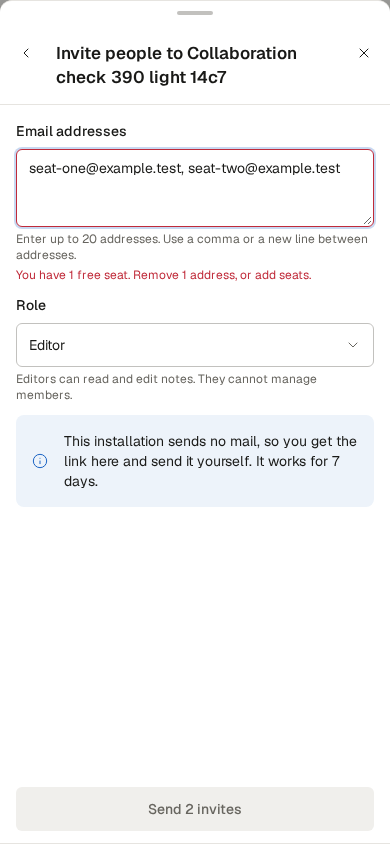 Invite people to Collaboration
check 390 light 14c7
Email addresses
seat-one@example.test, seat-two@example.test
Enter up to 20 addresses. Use a comma or a new line between
addresses.
You have 1 free seat. Remove 1 address, or add seats.
Role
Editor
Editors can read and edit notes. They cannot manage
members.
This installation sends no mail, so you get the
link here and send it yourself. It works for 7
days.
Send 2 invites